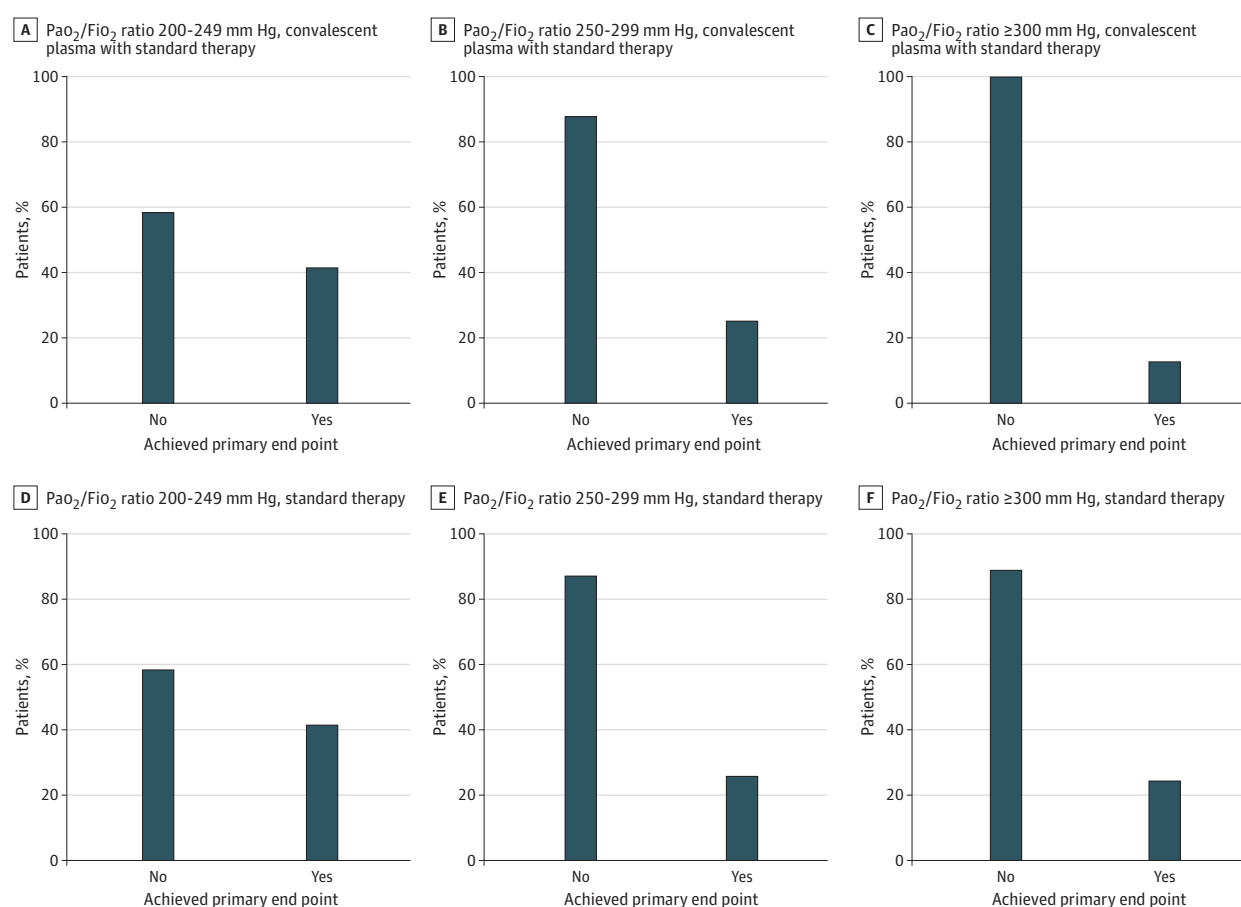 A PaO2/FiO2 ratio 200-249 mm Hg, convalescent
plasma with standard therapy
100
80
60
40
20
0
Patients, %
No Yes
Achieved primary end point
B PaO2/FiO2 ratio 250-299 mm Hg, convalescent
plasma with standard therapy
100
80
60
40
20
0
Patients, %
No Yes
Achieved primary end point
C PaO2/FiO2 ratio ≥300 mm Hg, convalescent
plasma with standard therapy
100
80
60
40
20
0
Patients, %
No Yes
Achieved primary end point
D PaO2/FiO2 ratio 200-249 mm Hg, standard therapy
100
80
60
40
20
0
Patients, %
No Yes
Achieved primary end point
E PaO2/FiO2 ratio 250-299 mm Hg, standard therapy
100
80
60
40
20
0
Patients, %
No Yes
Achieved primary end point
F PaO2/FiO2 ratio ≥300 mm Hg, standard therapy
100
80
60
40
20
0
Patients, %
No Yes
Achieved primary end point